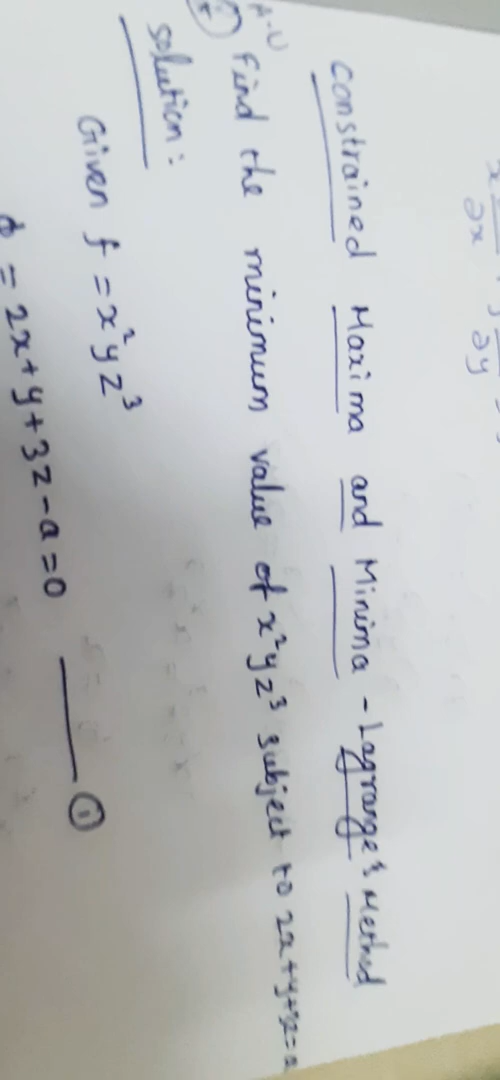 ∂x ∂y
Constrained Maxima and Minima - Lagrange's Method
A.U Find the minimum value of x²yz³ subject to 2x+y+3z=a
Solution:
Given f = x²yz³
φ = 2x+y+3z-a=0 ——— ①